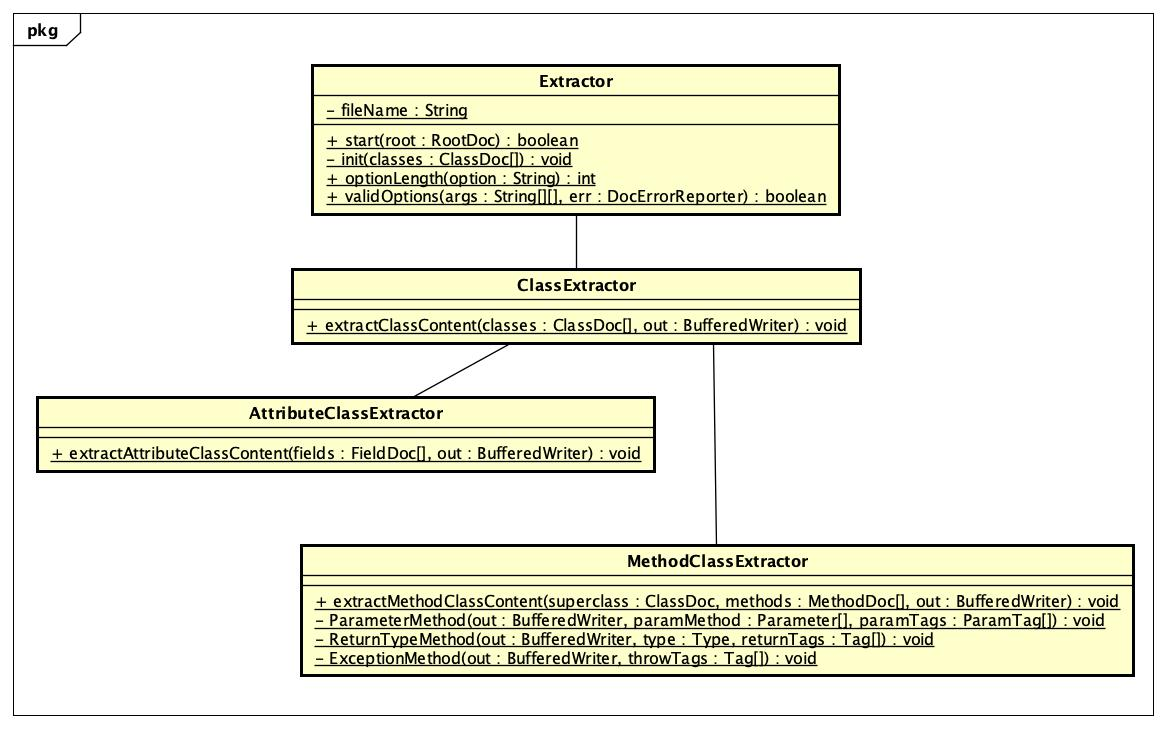 pkg
Extractor
- fileName : String
+ start(root : RootDoc) : boolean
- init(classes : ClassDoc[]) : void
+ optionLength(option : String) : int
+ validOptions(args : String[][], err : DocErrorReporter) : boolean
ClassExtractor
+ extractClassContent(classes : ClassDoc[], out : BufferedWriter) : void
AttributeClassExtractor
+ extractAttributeClassContent(fields : FieldDoc[], out : BufferedWriter) : void
MethodClassExtractor
+ extractMethodClassContent(superclass : ClassDoc, methods : MethodDoc[], out : BufferedWriter) : void
- ParameterMethod(out : BufferedWriter, paramMethod : Parameter[], paramTags : ParamTag[]) : void
- ReturnTypeMethod(out : BufferedWriter, type : Type, returnTags : Tag[]) : void
- ExceptionMethod(out : BufferedWriter, throwTags : Tag[]) : void